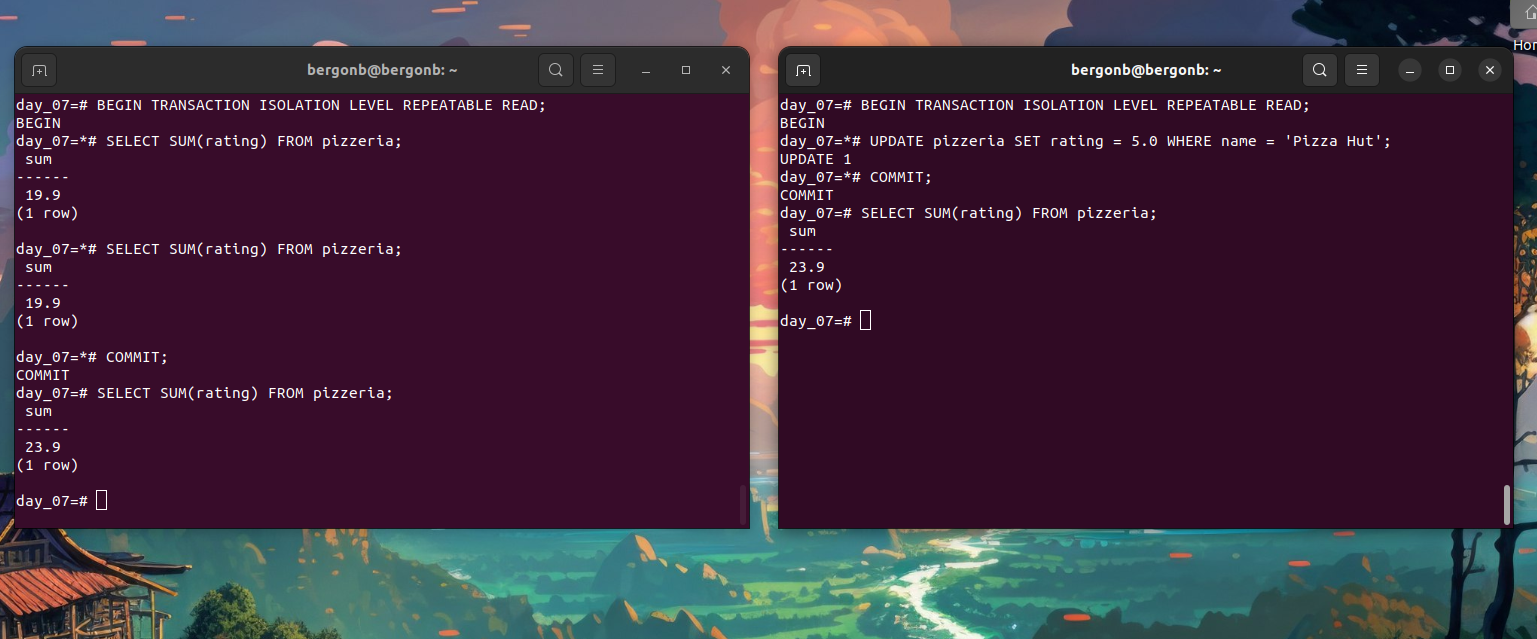 bergonb@bergonb: ~
day_07=# BEGIN TRANSACTION ISOLATION LEVEL REPEATABLE READ;
BEGIN
day_07=*# SELECT SUM(rating) FROM pizzeria;
sum
------
19.9
(1 row)
day_07=*# SELECT SUM(rating) FROM pizzeria;
sum
------
19.9
(1 row)
day_07=*# COMMIT;
COMMIT
day_07=# SELECT SUM(rating) FROM pizzeria;
sum
------
23.9
(1 row)
day_07=#
bergonb@bergonb: ~
day_07=# BEGIN TRANSACTION ISOLATION LEVEL REPEATABLE READ;
BEGIN
day_07=*# UPDATE pizzeria SET rating = 5.0 WHERE name = 'Pizza Hut';
UPDATE 1
day_07=*# COMMIT;
COMMIT
day_07=# SELECT SUM(rating) FROM pizzeria;
sum
------
23.9
(1 row)
day_07=#